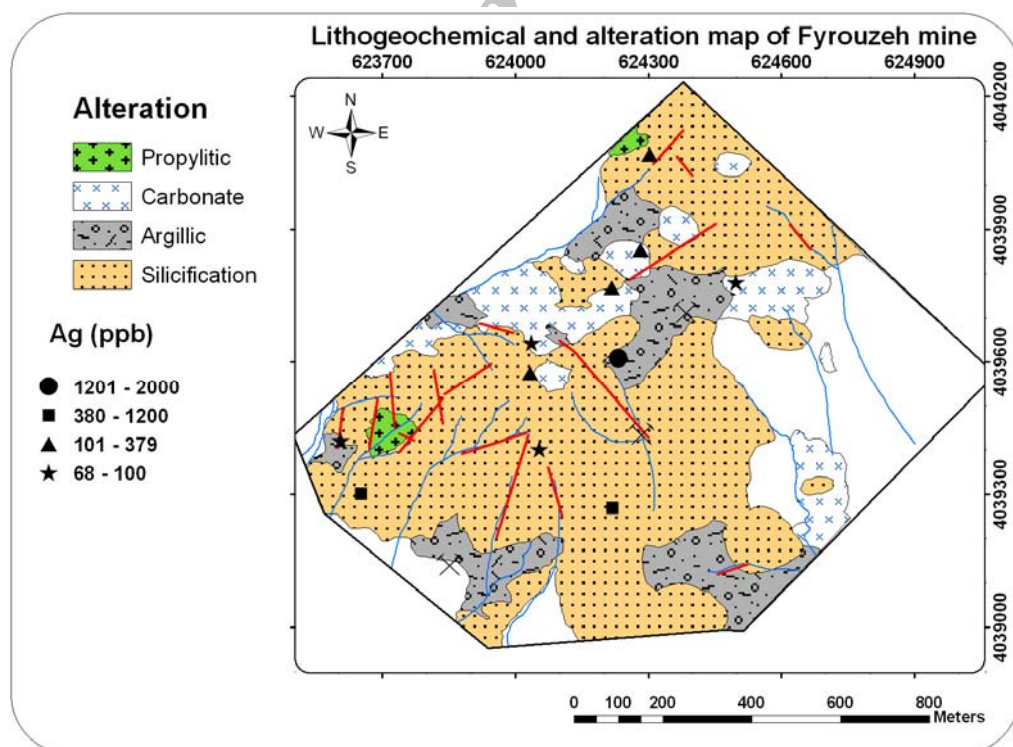 Lithogeochemical and alteration map of Fyrouzeh mine
623700 624000 624300 624600 624900
4040200
4039900
4039600
4039300
4039000
N
W E
S
Alteration
Propylitic
Carbonate
Argillic
Silicification
Ag (ppb)
1201 - 2000
380 - 1200
101 - 379
68 - 100
0 100 200 400 600 800
Meters